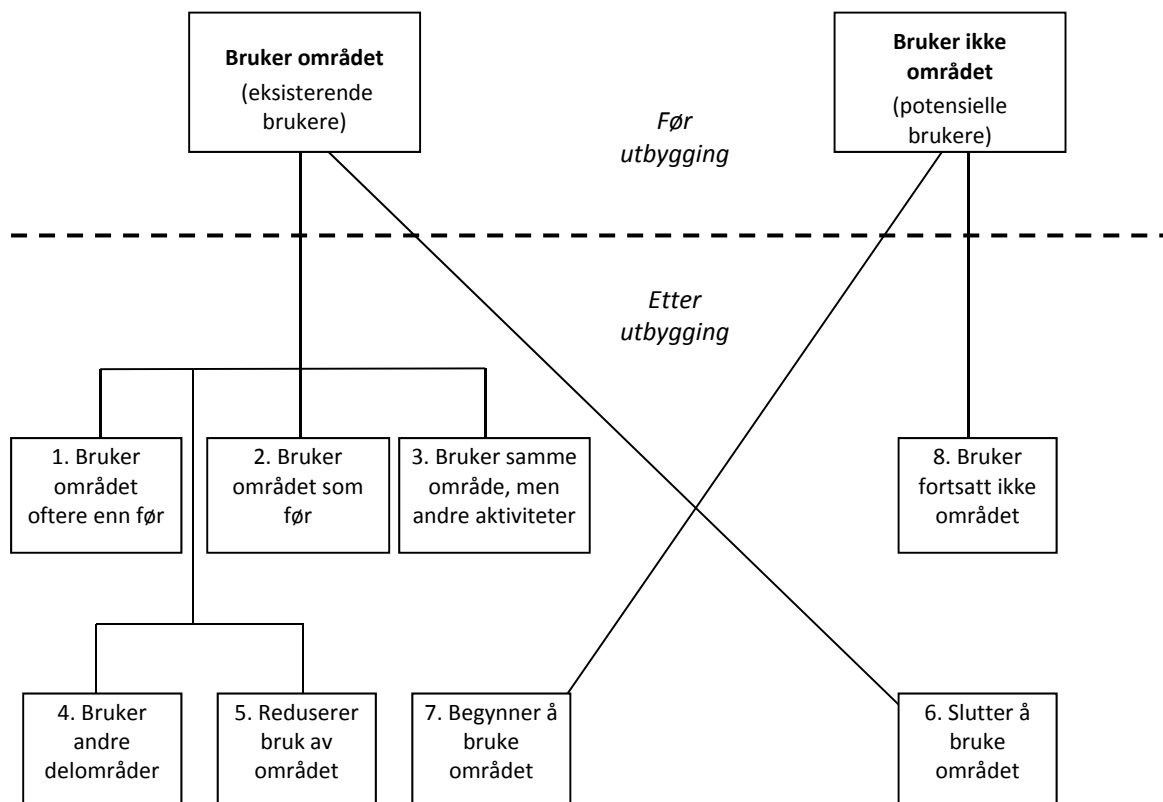 Bruker området
(eksisterende
brukere)
Bruker ikke
området
(potensielle
brukere)
Før
utbygging
Etter
utbygging
1. Bruker
området
oftere enn før
2. Bruker
området som
før
3. Bruker samme
område, men
andre aktiviteter
8. Bruker
fortsatt ikke
området
4. Bruker
andre
delområder
5. Reduserer
bruk av
området
7. Begynner å
bruke
området
6. Slutter å
bruke
området